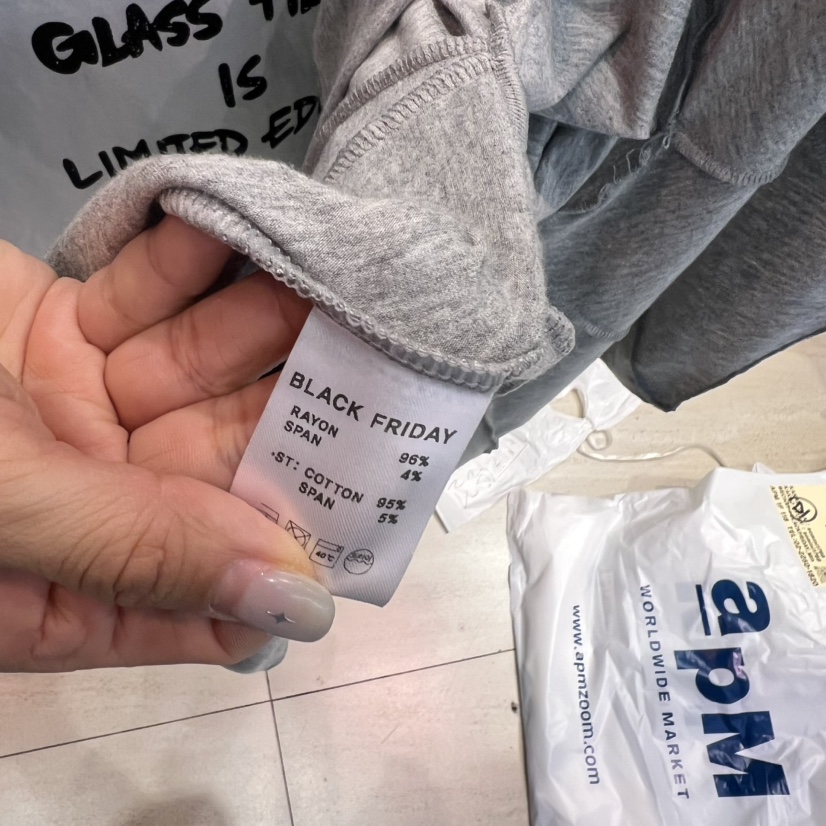 GLASS
IS
LIMITED
BLACK FRIDAY
RAYON 96%
SPAN 4%
·ST: COTTON 95%
SPAN 5%
40℃
apM
WORLDWIDE MARKET
www.apmzoom.com